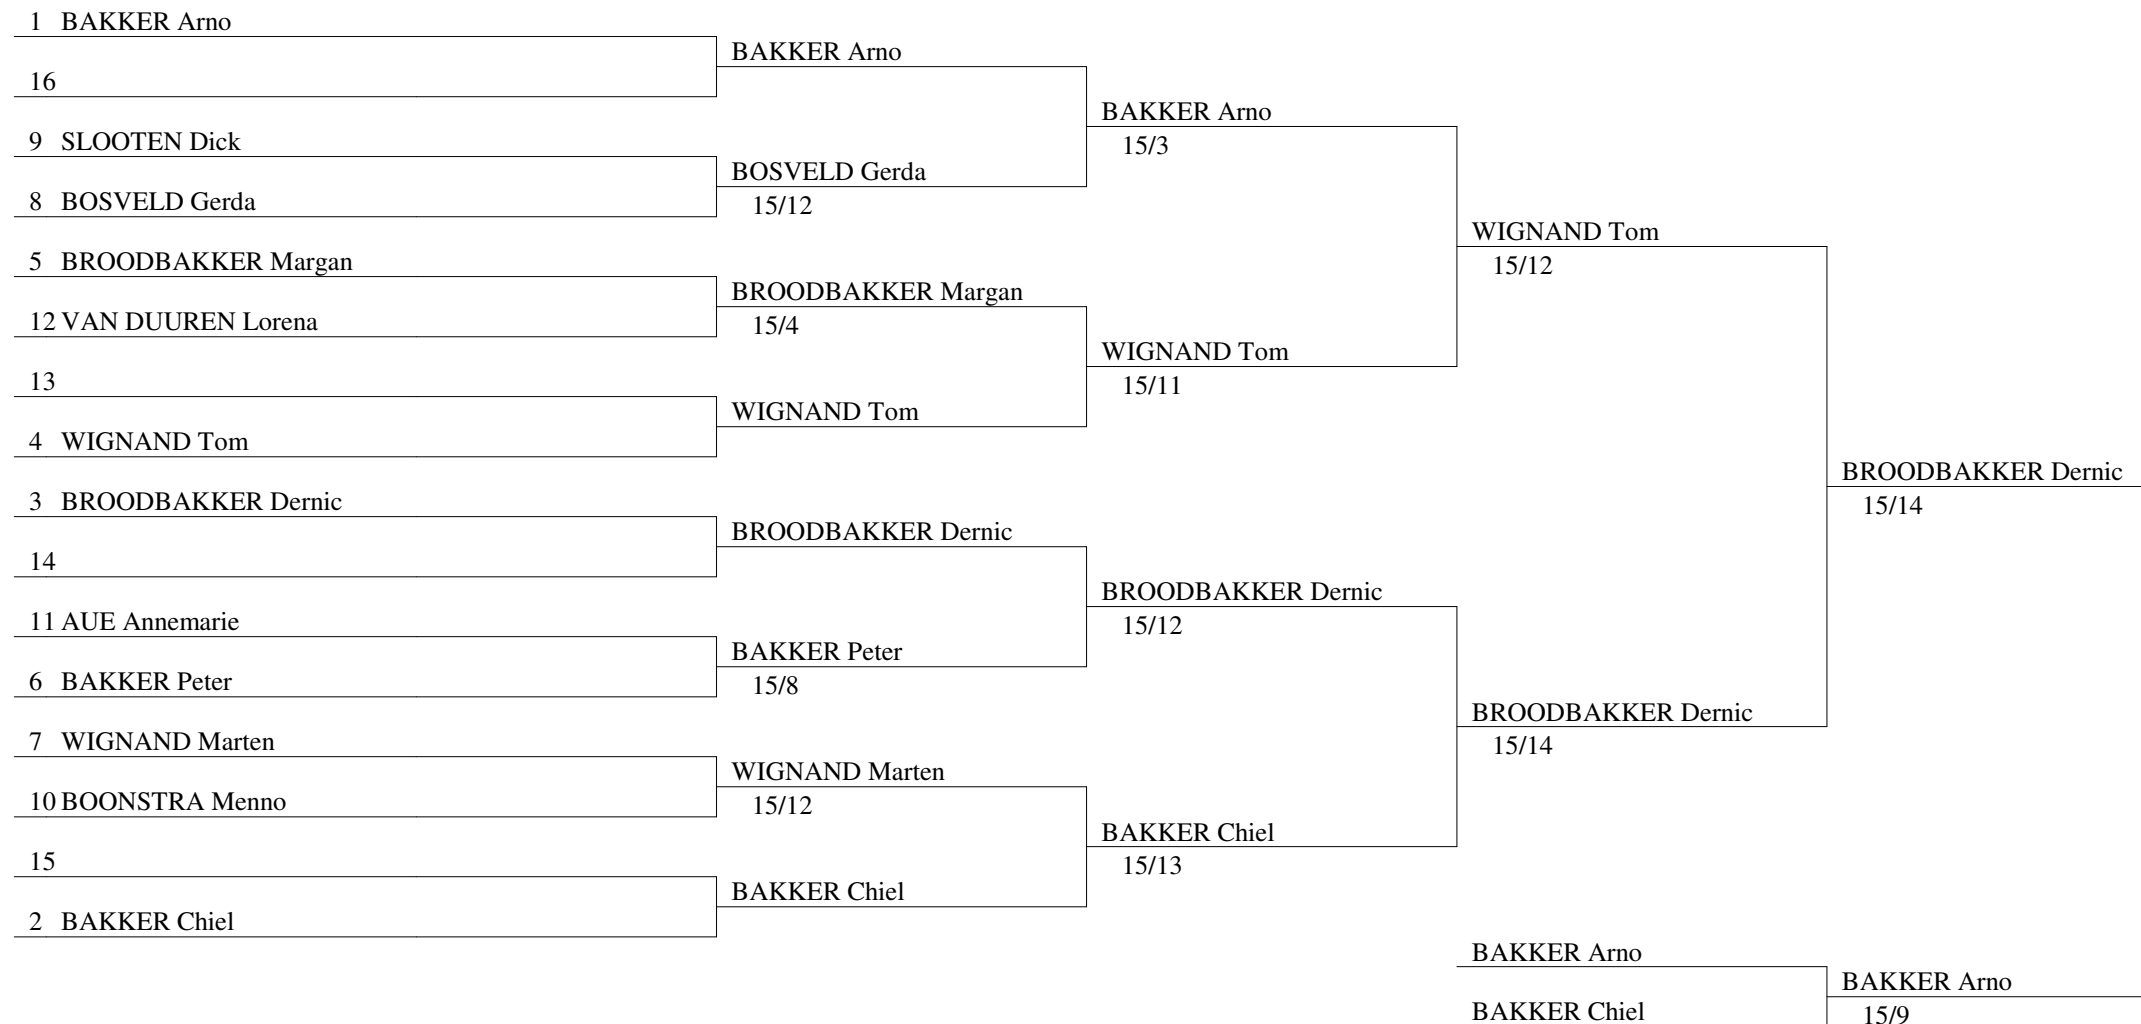 1 BAKKER Arno
16
9 SLOOTEN Dick
8 BOSVELD Gerda
5 BROODBAKKER Margan
12 VAN DUUREN Lorena
13
4 WIGNAND Tom
3 BROODBAKKER Dernic
14
11 AUE Annemarie
6 BAKKER Peter
7 WIGNAND Marten
10 BOONSTRA Menno
15
2 BAKKER Chiel
BAKKER Arno
BOSVELD Gerda
15/12
BROODBAKKER Margan
15/4
WIGNAND Tom
BROODBAKKER Dernic
BAKKER Peter
15/8
WIGNAND Marten
15/12
BAKKER Chiel
BAKKER Arno
15/3
WIGNAND Tom
15/11
BROODBAKKER Dernic
15/12
BAKKER Chiel
15/13
WIGNAND Tom
15/12
BROODBAKKER Dernic
15/14
BROODBAKKER Dernic
15/14
BAKKER Arno
BAKKER Chiel
BAKKER Arno
15/9